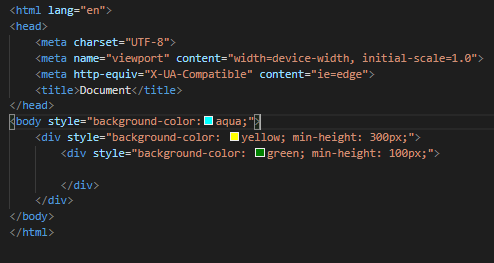 <html lang="en">
<head>
    <meta charset="UTF-8">
    <meta name="viewport" content="width=device-width, initial-scale=1.0">
    <meta http-equiv="X-UA-Compatible" content="ie=edge">
    <title>Document</title>
</head>
<body style="background-color:aqua;">
    <div style="background-color: yellow; min-height: 300px;">
        <div style="background-color: green; min-height: 100px;">
        </div>
    </div>
</body>
</html>